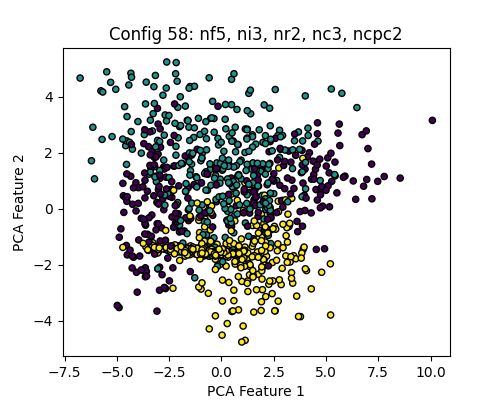 Config 58: nf5, ni3, nr2, nc3, ncpc2
4
2
0
−2
−4
PCA Feature 2
−7.5 −5.0 −2.5 0.0 2.5 5.0 7.5 10.0
PCA Feature 1